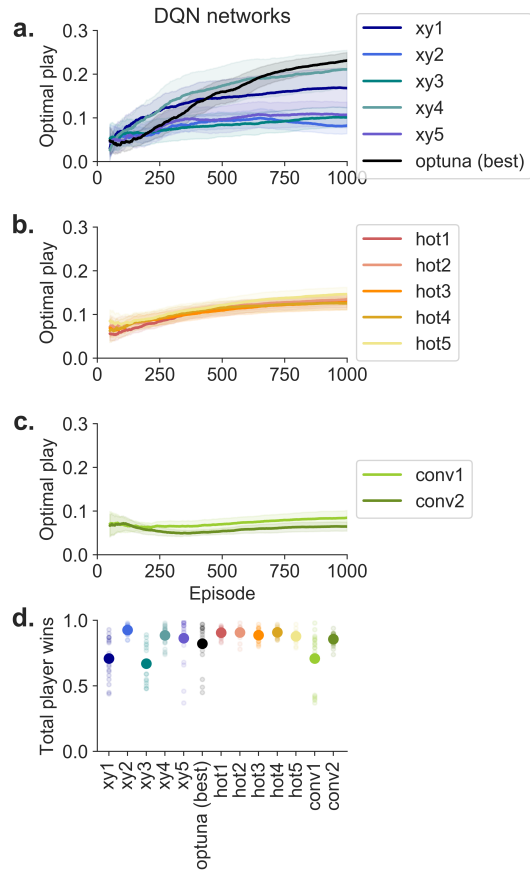 DQN networks
a.
Optimal play
0.3
0.2
0.1
0.0
0 250 500 750 1000
xy1
xy2
xy3
xy4
xy5
optuna (best)
b.
Optimal play
0.3
0.2
0.1
0.0
0 250 500 750 1000
hot1
hot2
hot3
hot4
hot5
c.
Optimal play
0.3
0.2
0.1
0.0
0 250 500 750 1000
Episode
conv1
conv2
d.
Total player wins
1.0
0.5
0.0
xy1
xy2
xy3
xy4
xy5
optuna (best)
hot1
hot2
hot3
hot4
hot5
conv1
conv2